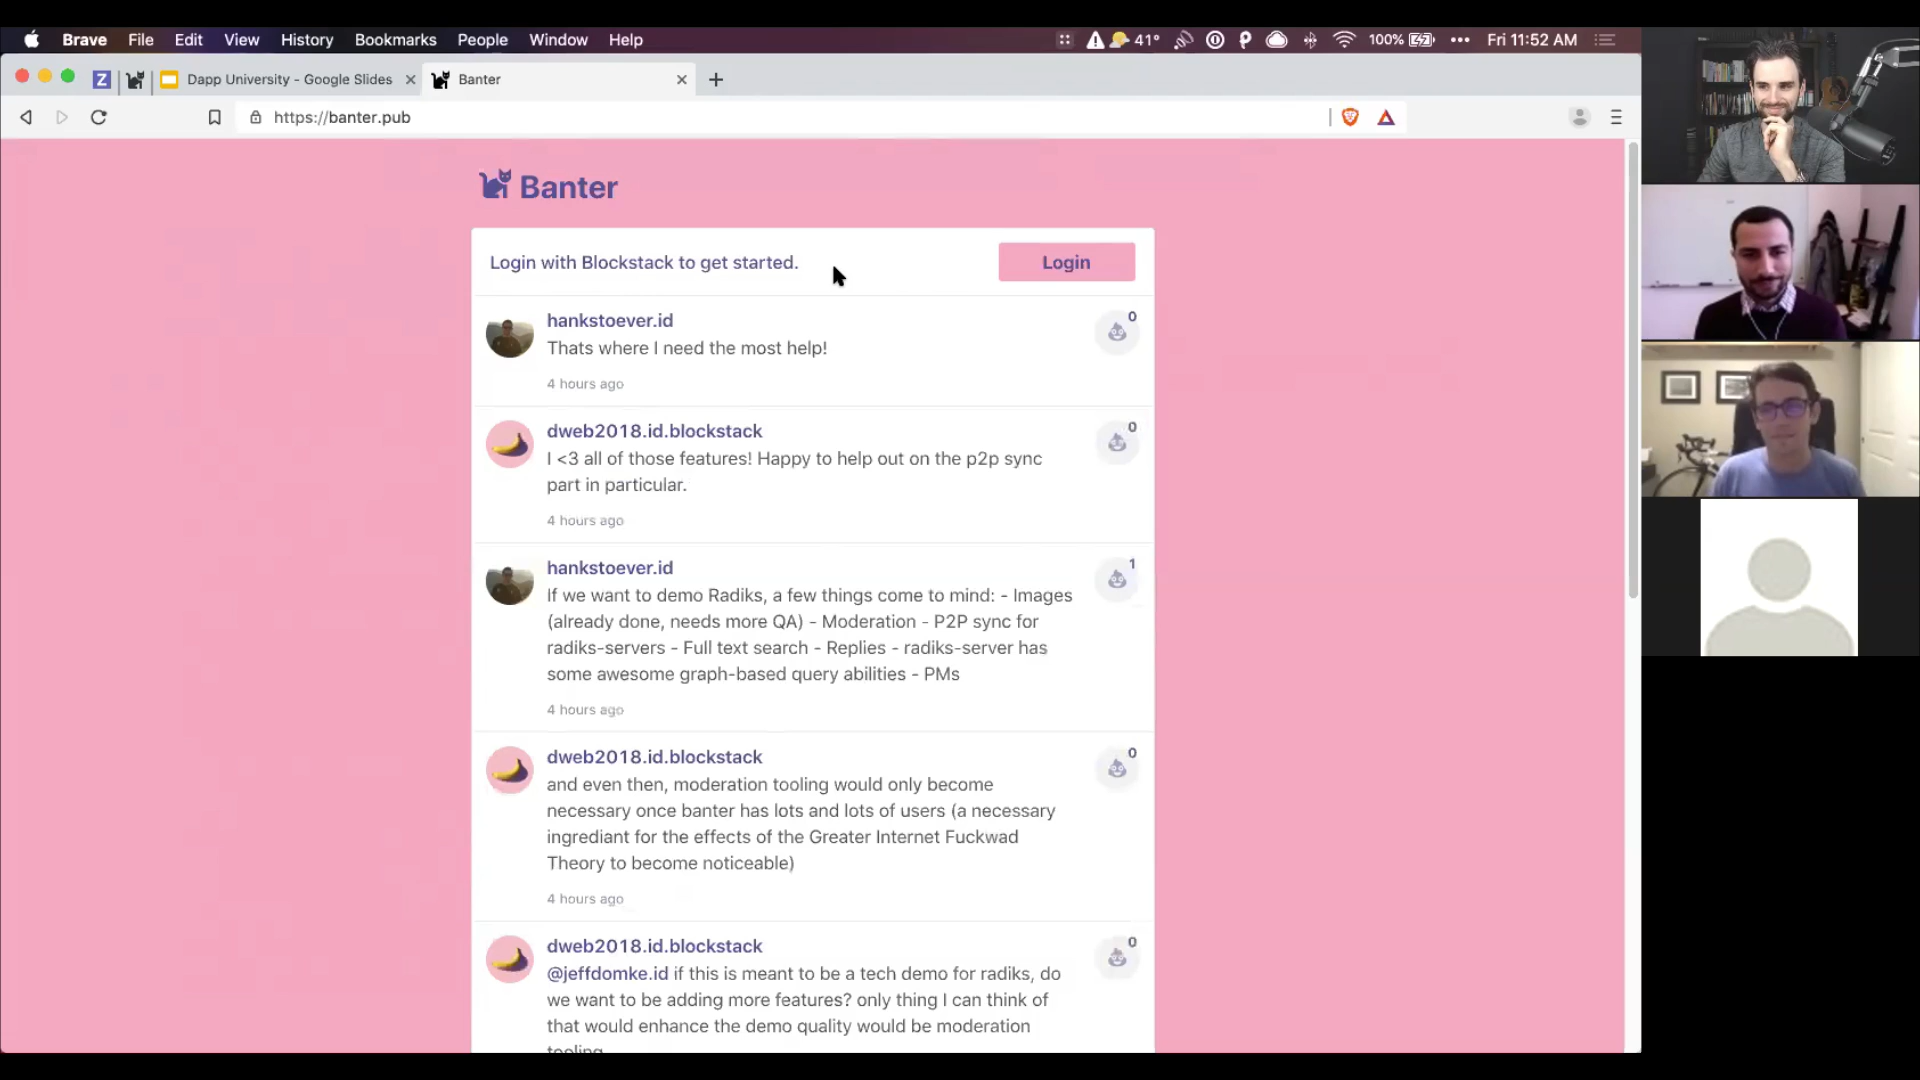 Brave File Edit View History Bookmarks People Window Help 41° 100% Fri 11:52 AM
Z Dapp University - Google Slides Banter
https://banter.pub
Banter
Login with Blockstack to get started. Login
hankstoever.id 0
Thats where I need the most help!
4 hours ago
dweb2018.id.blockstack 0
I <3 all of those features! Happy to help out on the p2p sync
part in particular.
4 hours ago
hankstoever.id 1
If we want to demo Radiks, a few things come to mind: - Images
(already done, needs more QA) - Moderation - P2P sync for
radiks-servers - Full text search - Replies - radiks-server has
some awesome graph-based query abilities - PMs
4 hours ago
dweb2018.id.blockstack 0
and even then, moderation tooling would only become
necessary once banter has lots and lots of users (a necessary
ingrediant for the effects of the Greater Internet Fuckwad
Theory to become noticeable)
4 hours ago
dweb2018.id.blockstack 0
@jeffdomke.id if this is meant to be a tech demo for radiks, do
we want to be adding more features? only thing I can think of
that would enhance the demo quality would be moderation
tooling